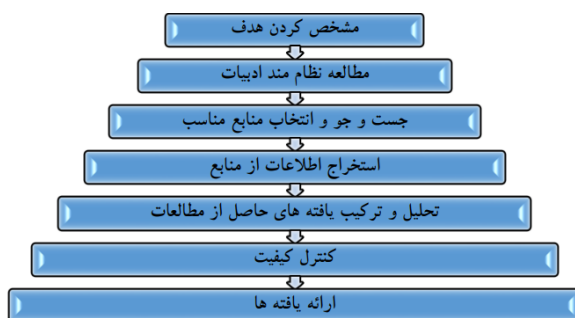 مشخص کردن هدف
مطالعه نظام مند ادبیات
جست و جو و انتخاب منابع مناسب
استخراج اطلاعات از منابع
تحلیل و ترکیب یافته های حاصل از مطالعات
کنترل کیفیت
ارائه یافته ها